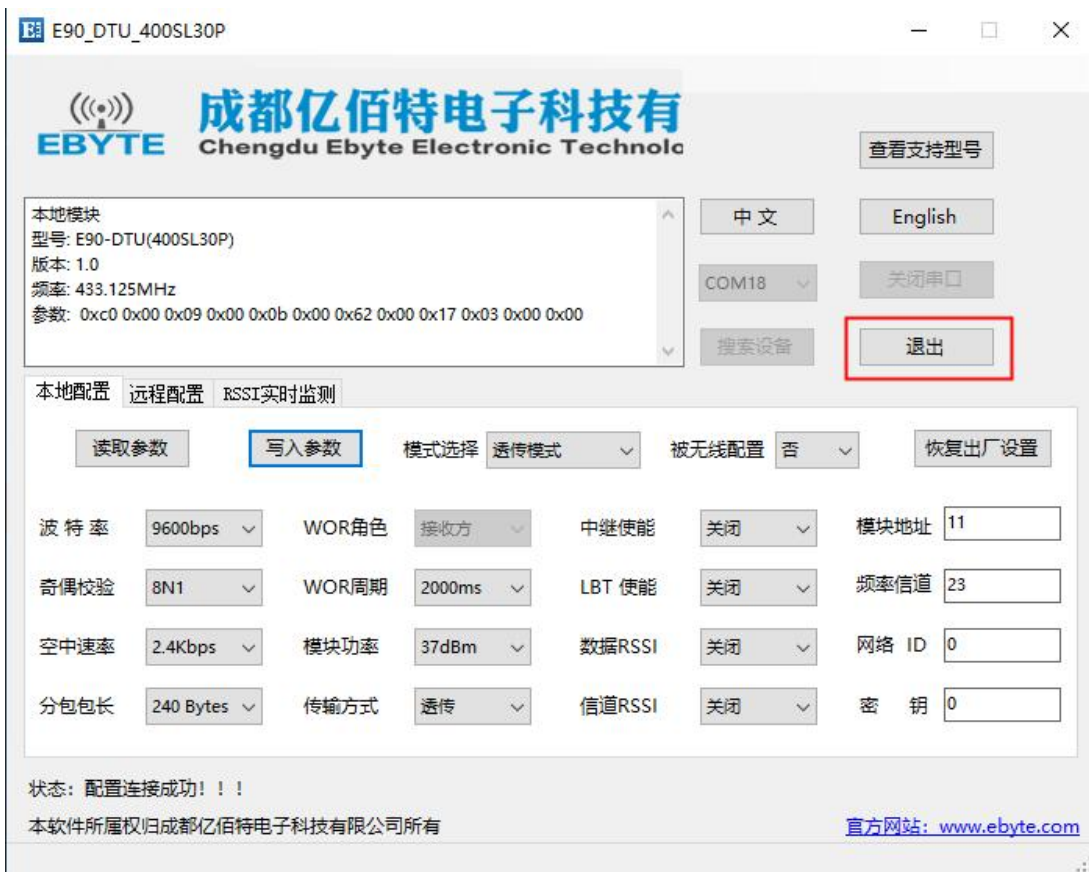 E90_DTU_400SL30P
EBYTE
成都亿佰特电子科技有
Chengdu Ebyte Electronic Technolo
查看支持型号
本地模块
型号: E90-DTU(400SL30P)
版本: 1.0
频率: 433.125MHz
参数: 0xc0 0x00 0x09 0x00 0x0b 0x00 0x62 0x00 0x17 0x03 0x00 0x00
中文 English
COM18 关闭串口
搜索设备 退出
本地配置 远程配置 RSSI实时监测
读取参数 写入参数 模式选择 透传模式 被无线配置 否 恢复出厂设置
波特率 9600bps WOR角色 接收方 中继使能 关闭 模块地址 11
奇偶校验 8N1 WOR周期 2000ms LBT 使能 关闭 频率信道 23
空中速率 2.4Kbps 模块功率 37dBm 数据RSSI 关闭 网络 ID 0
分包包长 240 Bytes 传输方式 透传 信道RSSI 关闭 密 钥 0
状态：配置连接成功！！！
本软件所属权归成都亿佰特电子科技有限公司所有 官方网站：www.ebyte.com